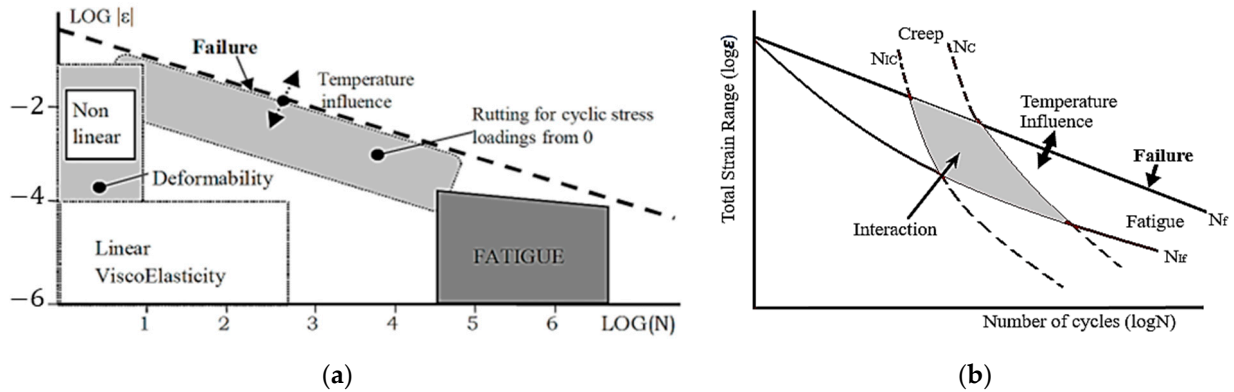 LOG |ε|
Failure
Temperature
influence
−2
Non
linear
Rutting for cyclic stress
loadings from 0
Deformability
−4
Linear
ViscoElasticity
FATIGUE
−6
1
2
3
4
5
6
LOG(N)
(a)
Total Strain Range (logε)
Creep
NIC
NC
Temperature
Influence
Failure
Interaction
Fatigue
Nf
NIf
Number of cycles (logN)
(b)